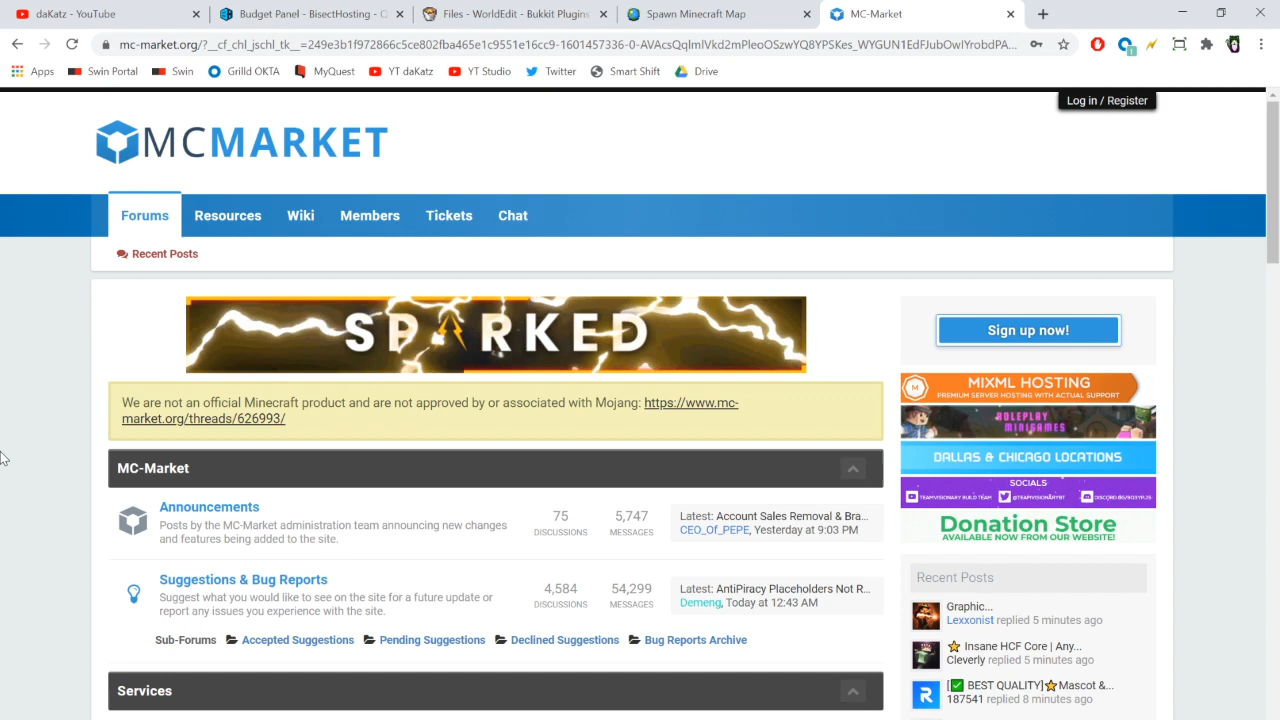 daKatz - YouTube
Budget Panel - BisectHosting - C
Files - WorldEdit - Bukkit Plugins
Spawn Minecraft Map
MC-Market
Apps
Swin Portal
Swin
Grilld OKTA
MyQuest
YT daKatz
YT Studio
Twitter
Smart Shift
Drive
Log in / Register
MCMARKET
Forums
Resources
Wiki
Members
Tickets
Chat
Recent Posts
SPARKED
We are not an official Minecraft product and are not approved by or associated with Mojang: https://www.mc-
market.org/threads/626993/
MC-Market
Announcements
Posts by the MC-Market administration team announcing new changes
and features being added to the site.
75
DISCUSSIONS
5,747
MESSAGES
Latest: Account Sales Removal & Bra...
CEO_Of_PEPE, Yesterday at 9:03 PM
Suggestions & Bug Reports
Suggest what you would like to see on the site for a future update or
report any issues you experience with the site.
4,584
DISCUSSIONS
54,299
MESSAGES
Latest: AntiPiracy Placeholders Not R...
Demeng, Today at 12:43 AM
Sub-Forums
Accepted Suggestions
Pending Suggestions
Declined Suggestions
Bug Reports Archive
Services
Sign up now!
M
MIXML HOSTING
PREMIUM SERVER HOSTING WITH ACTUAL SUPPORT
ROLEPLAY
MINIGAMES
DALLAS & CHICAGO LOCATIONS
SOCIALS
TEAMVISIONARY BUILD TEAM
@TEAMVISIONARYBT
Donation Store
AVAILABLE NOW FROM OUR WEBSITE!
Recent Posts
Graphic...
Lexxonist replied 5 minutes ago
Insane HCF Core | Any...
Cleverly replied 5 minutes ago
[✅ BEST QUALITY]⭐Mascot &...
187541 replied 8 minutes ago